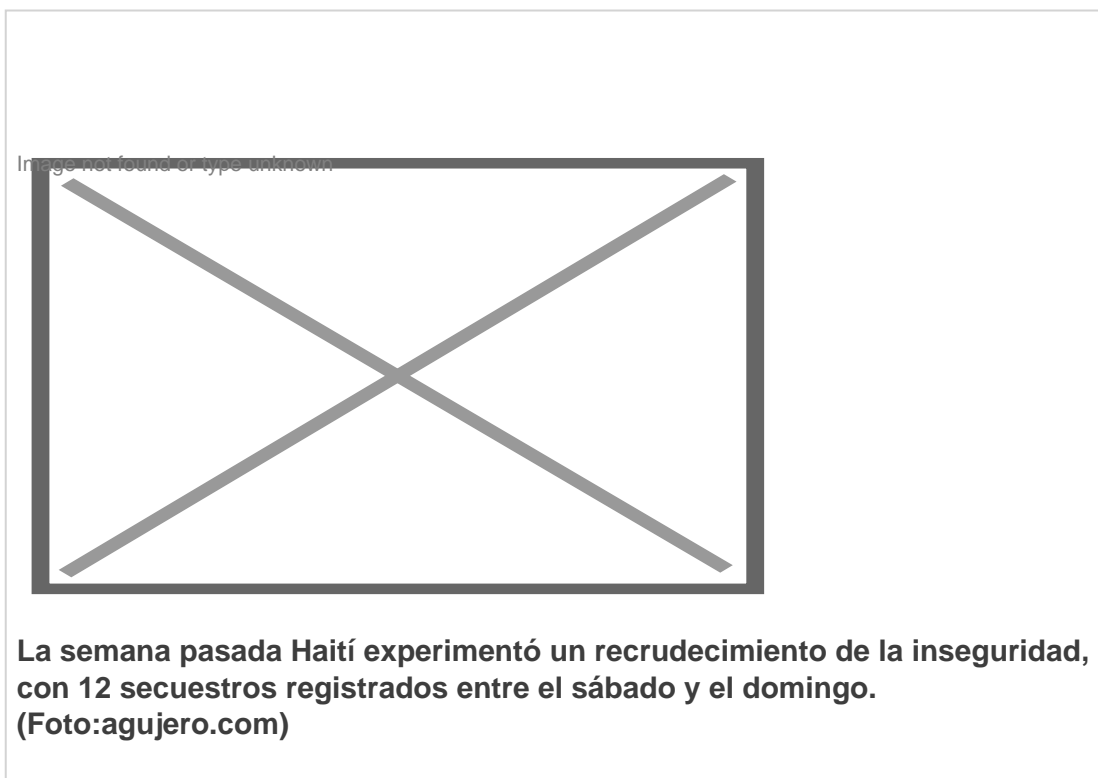 Image not found or type unknown
La semana pasada Haití experimentó un recrudecimiento de la inseguridad,
con 12 secuestros registrados entre el sábado y el domingo.
(Foto:agujero.com)